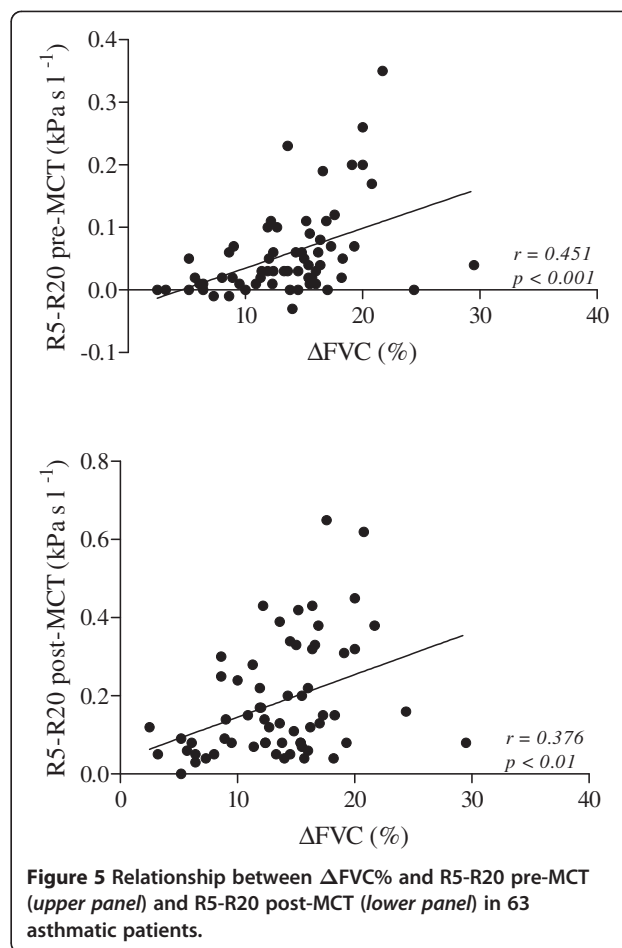 0.4
0.3
0.2
0.1
0.0
-0.1
R5-R20 pre-MCT (kPa s l⁻¹)
10
20
30
40
ΔFVC (%)
r = 0.451
p < 0.001
0.8
0.6
0.4
0.2
0.0
R5-R20 post-MCT (kPa s l⁻¹)
0
10
20
30
40
ΔFVC (%)
r = 0.376
p < 0.01
Figure 5 Relationship between ΔFVC% and R5-R20 pre-MCT
(upper panel) and R5-R20 post-MCT (lower panel) in 63
asthmatic patients.